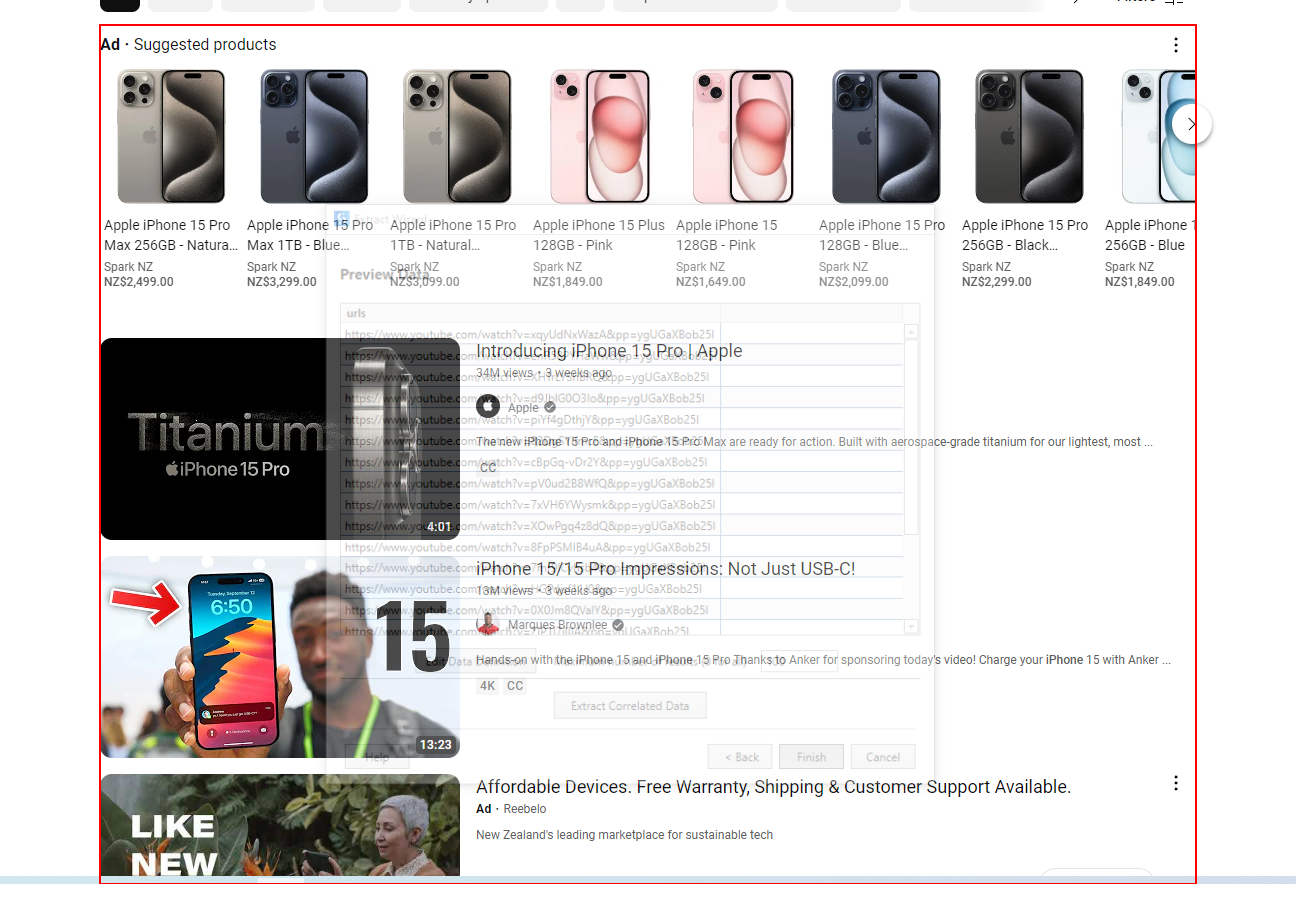 Ad · Suggested products
Apple iPhone 15 Pro Max 256GB - Natura...
Spark NZ
NZ$2,499.00
Apple iPhone 15 Pro Max 1TB - Blue...
Spark NZ
NZ$3,299.00
Apple iPhone 15 Pro 1TB - Natural...
Spark NZ
NZ$3,099.00
Apple iPhone 15 Plus 128GB - Pink
Spark NZ
NZ$1,849.00
Apple iPhone 15 128GB - Pink
Spark NZ
NZ$1,649.00
Apple iPhone 15 Pro 128GB - Blue...
Spark NZ
NZ$2,099.00
Apple iPhone 15 Pro 256GB - Black...
Spark NZ
NZ$2,299.00
Apple iPhone 256GB - Blue
Spark NZ
NZ$1,849.00
Extract Wizard
Preview Data
urls
https://www.youtube.com/watch?v=xqyUdNxWazA&pp=ygUGaXBob25l
https://www.youtube.com/watch?v=d9JhlG0O3lo&pp=ygUGaXBob25l
https://www.youtube.com/watch?v=piYf4gDthjY&pp=ygUGaXBob25l
https://www.youtube.com/watch?v=cBpGq-vDr2Y&pp=ygUGaXBob25l
https://www.youtube.com/watch?v=pV0ud2B8WfQ&pp=ygUGaXBob25l
https://www.youtube.com/watch?v=7xVH6YWysmk&pp=ygUGaXBob25l
https://www.youtube.com/watch?v=XOwPgq4z8dQ&pp=ygUGaXBob25l
https://www.youtube.com/watch?v=8FpPSMIB4uA&pp=ygUGaXBob25l
https://www.youtube.com/watch?v=0X0Jm8QValY&pp=ygUGaXBob25l
Edit Data Definition
Extract Correlated Data
Help
< Back
Finish
Cancel
Titanium
iPhone 15 Pro
4:01
Introducing iPhone 15 Pro | Apple
34M views • 3 weeks ago
Apple
The new iPhone 15 Pro and iPhone 15 Pro Max are ready for action. Built with aerospace-grade titanium for our lightest, most ...
CC
6:50
15
13:23
iPhone 15/15 Pro Impressions: Not Just USB-C!
13M views • 3 weeks ago
Marques Brownlee
Hands-on with the iPhone 15 and iPhone 15 Pro Thanks to Anker for sponsoring today's video! Charge your iPhone 15 with Anker ...
4K CC
LIKE
NEW
Affordable Devices. Free Warranty, Shipping & Customer Support Available.
Ad · Reebelo
New Zealand's leading marketplace for sustainable tech